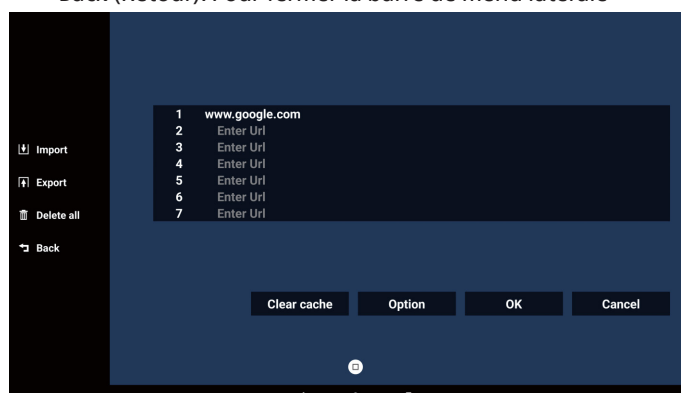 Back (Retour): Pour fermer la barre de menu latérale
1 www.google.com
2 Enter Url
3 Enter Url
4 Enter Url
5 Enter Url
6 Enter Url
7 Enter Url
Import
Export
Delete all
Back
Clear cache Option OK Cancel